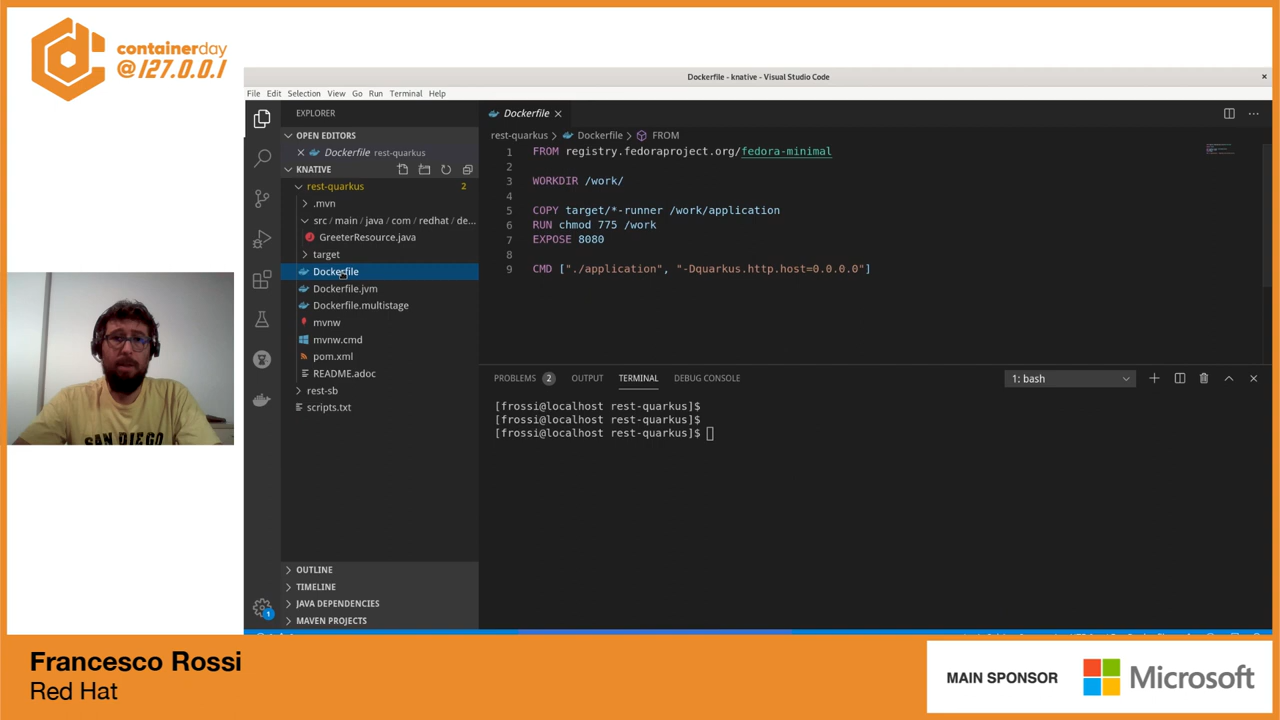 containerday
@127.0.0.1
Dockerfile - knative - Visual Studio Code
×
File Edit Selection View Go Run Terminal Help
EXPLORER
OPEN EDITORS
Dockerfile rest-quarkus
KNATIVE
rest-quarkus 2
.mvn
src / main / java / com / redhat / de...
GreeterResource.java
target
Dockerfile
Dockerfile.jvm
Dockerfile.multistage
mvnw
mvnw.cmd
pom.xml
README.adoc
rest-sb
scripts.txt
OUTLINE
TIMELINE
JAVA DEPENDENCIES
MAVEN PROJECTS
1
Dockerfile
rest-quarkus > Dockerfile > FROM
1 FROM registry.fedoraproject.org/fedora-minimal
2
3 WORKDIR /work/
4
5 COPY target/*-runner /work/application
6 RUN chmod 775 /work
7 EXPOSE 8080
8
9 CMD ["./application", "-Dquarkus.http.host=0.0.0.0"]
PROBLEMS 2 OUTPUT TERMINAL DEBUG CONSOLE 1: bash
[frossi@localhost rest-quarkus]$
[frossi@localhost rest-quarkus]$
[frossi@localhost rest-quarkus]$
SAN DIEGO
Francesco Rossi
Red Hat
MAIN SPONSOR Microsoft